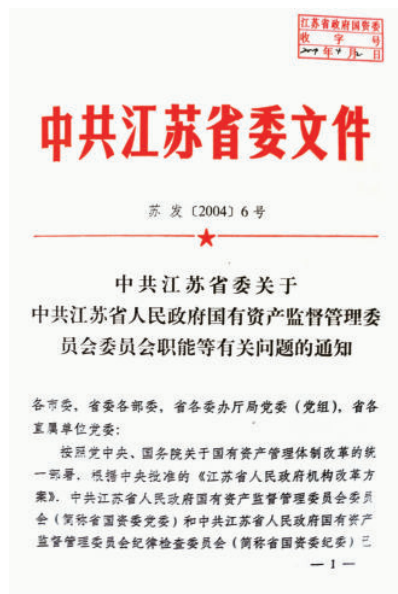 江苏省政府国资委
收 字 号
2004年4月2日
中共江苏省委文件
苏发〔2004〕6号
中共江苏省委关于
中共江苏省人民政府国有资产监督管理委
员会委员会职能等有关问题的通知
各市委，省委各部委，省各委办厅局党委（党组），省各
直属单位党委：
按照党中央、国务院关于国有资产管理体制改革的统
一部署，根据中央批准的《江苏省人民政府机构改革方
案》，中共江苏省人民政府国有资产监督管理委员会委员
会（简称省国资委党委）和中共江苏省人民政府国有资产
监督管理委员会纪律检查委员会（简称省国资委纪委）已
— 1 —